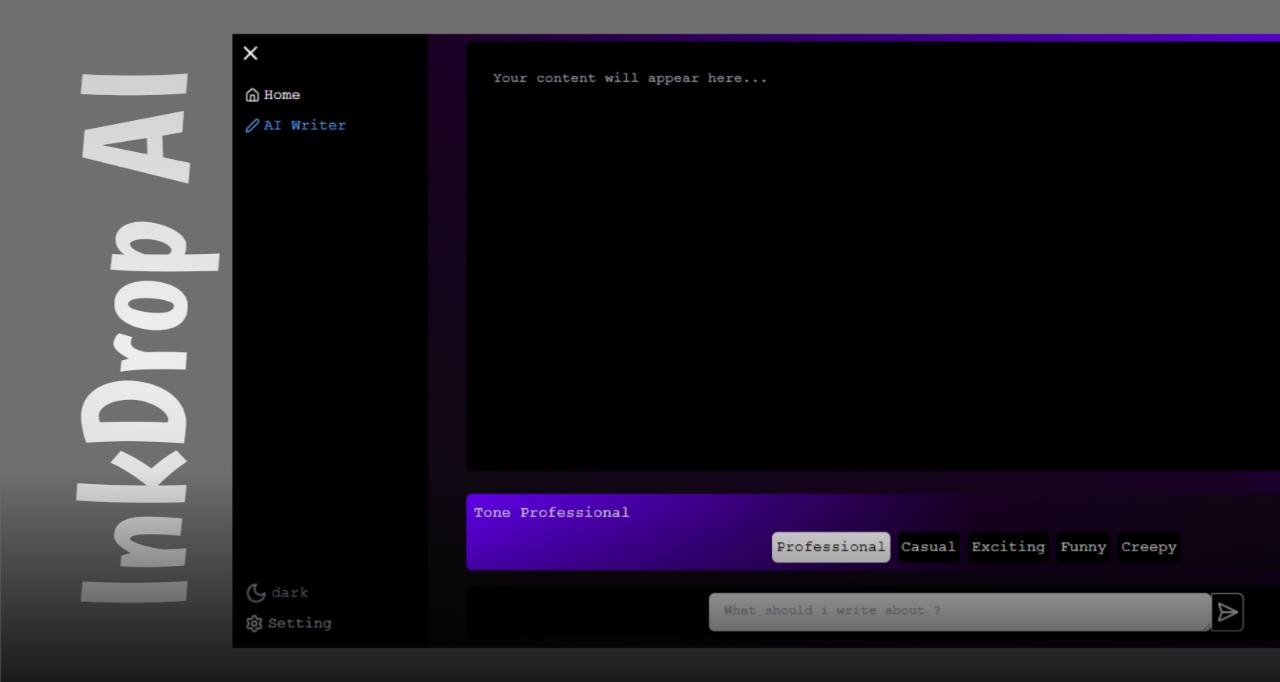 InkDrop AI
Home
AI Writer
dark
Setting
Your content will appear here...
Tone Professional
Professional Casual Exciting Funny Creepy
What should i write about ?